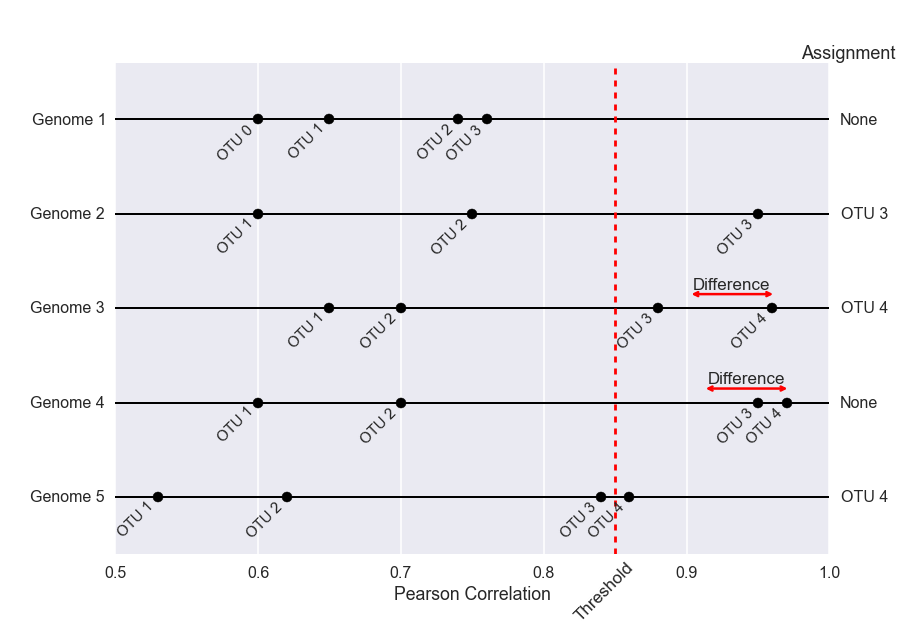 Assignment
Genome 1
OTU 0
OTU 1
OTU 2
OTU 3
None
Genome 2
OTU 1
OTU 2
OTU 3
OTU 3
Difference
Genome 3
OTU 1
OTU 2
OTU 3
OTU 4
OTU 4
Difference
Genome 4
OTU 1
OTU 2
OTU 3
OTU 4
None
Genome 5
OTU 1
OTU 2
OTU 3
OTU 4
OTU 4
0.5 0.6 0.7 0.8 0.9 1.0
Threshold
Pearson Correlation